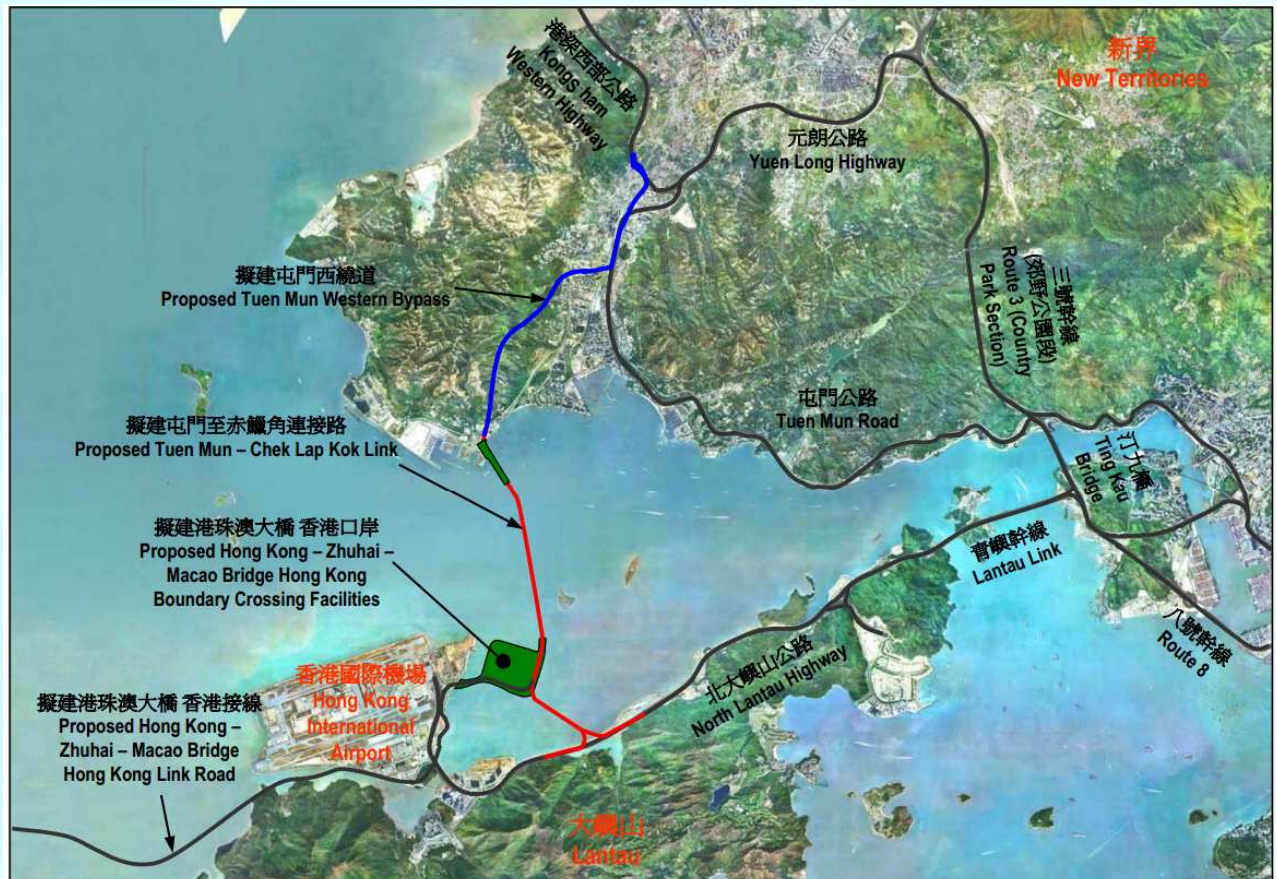 港深西部公路
Kongs ham
Western Highway
新界
New Territories
元朗公路
Yuen Long Highway
擬建屯門西繞道
Proposed Tuen Mun Western Bypass
三號幹線
(郊野公園段)
Route 3 (Country
Park Section)
擬建屯門至赤鱲角連接路
Proposed Tuen Mun – Chek Lap Kok Link
屯門公路
Tuen Mun Road
汀九橋
Ting Kau
Bridge
擬建港珠澳大橋 香港口岸
Proposed Hong Kong – Zhuhai –
Macao Bridge Hong Kong
Boundary Crossing Facilities
青嶼幹線
Lantau Link
八號幹線
Route 8
北大嶼山公路
North Lantau Highway
香港國際機場
Hong Kong
International
Airport
擬建港珠澳大橋 香港接線
Proposed Hong Kong –
Zhuhai – Macao Bridge
Hong Kong Link Road
大嶼山
Lantau